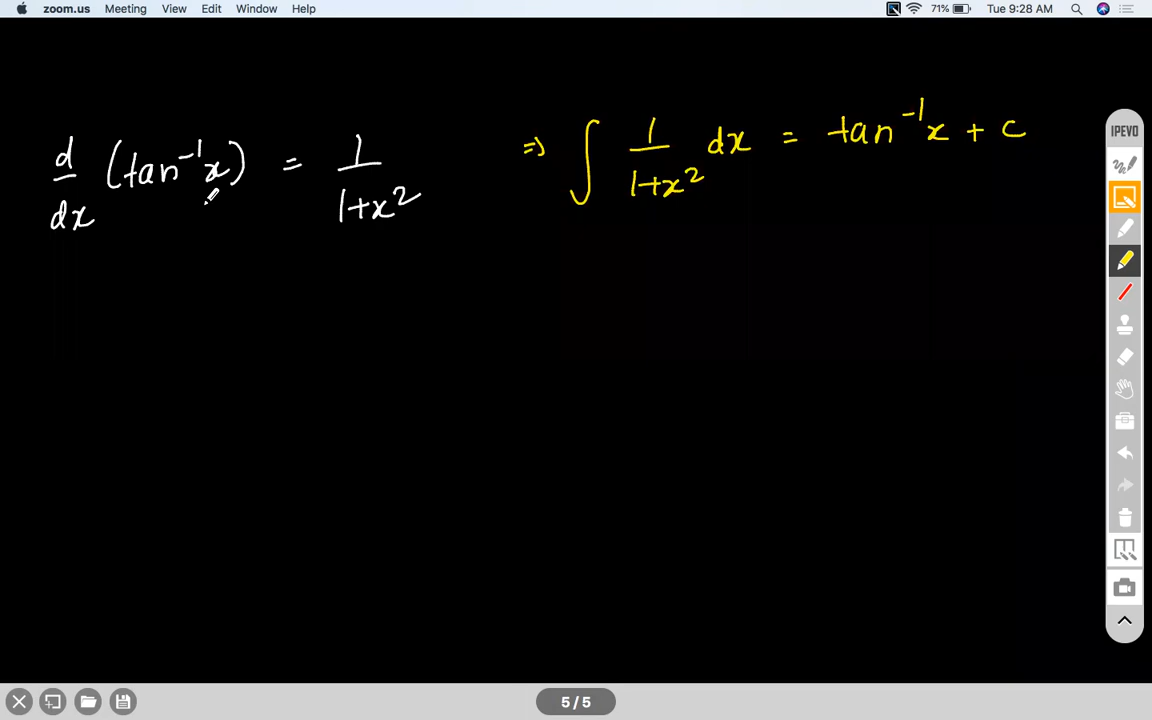 zoom.us Meeting View Edit Window Help 71% Tue 9:28 AM
d/dx (tan⁻¹x) = 1/(1+x²) ⇒ ∫ 1/(1+x²) dx = tan⁻¹x + c
IPEVO
5 / 5